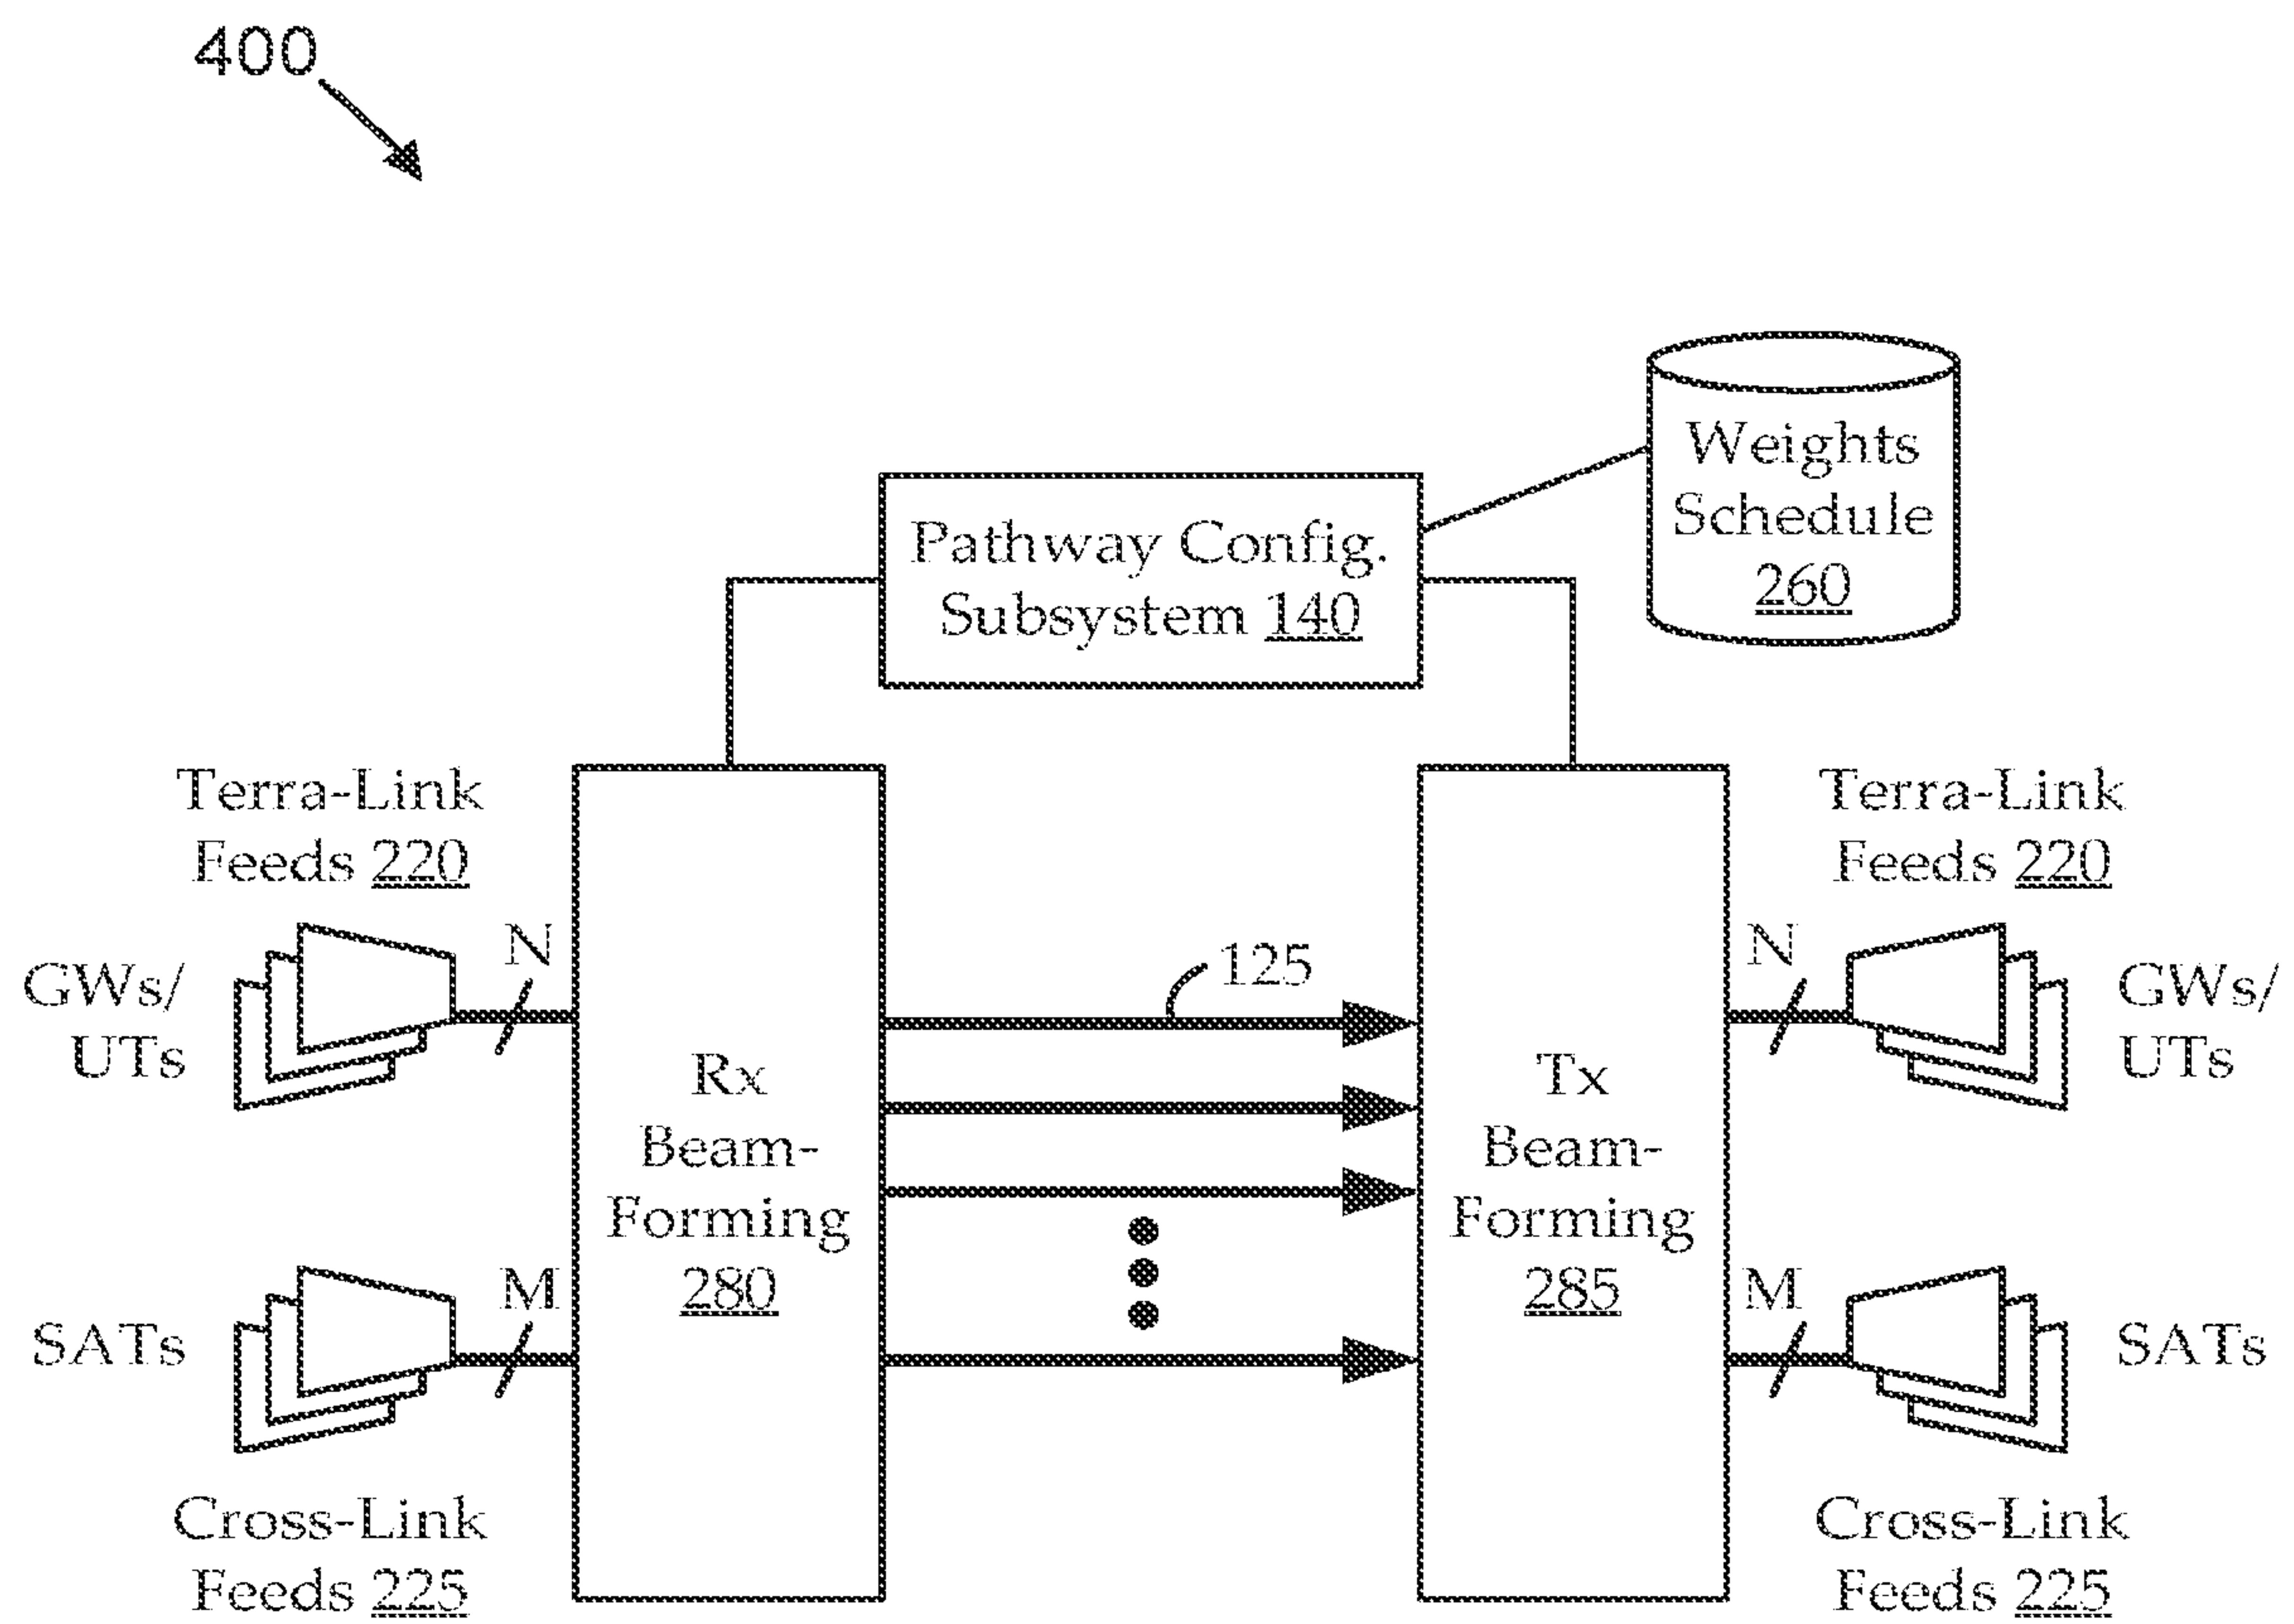 400
Weights
Schedule
260
Pathway Config.
Subsystem 140
Terra-Link
Feeds 220
Terra-Link
Feeds 220
N
125
N
GWs/
UTs
GWs/
UTs
Rx
Beam-
Forming
280
Tx
Beam-
Forming
285
M
M
SATs
SATs
Cross-Link
Feeds 225
Cross-Link
Feeds 225